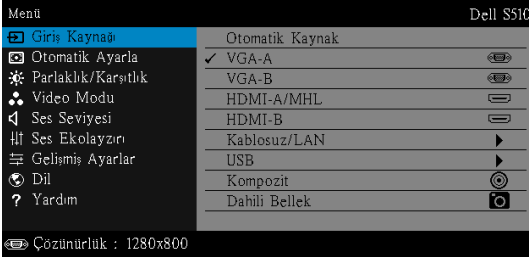 Menü
Dell S510
Giriş Kaynağı
Otomatik Ayarla
Parlaklık/Karşıtlık
Video Modu
Ses Seviyesi
Ses Ekolayzırı
Gelişmiş Ayarlar
Dil
Yardım
Otomatik Kaynak
VGA-A
VGA-B
HDMI-A/MHL
HDMI-B
Kablosuz/LAN
USB
Kompozit
Dahili Bellek
Çözünürlük : 1280x800